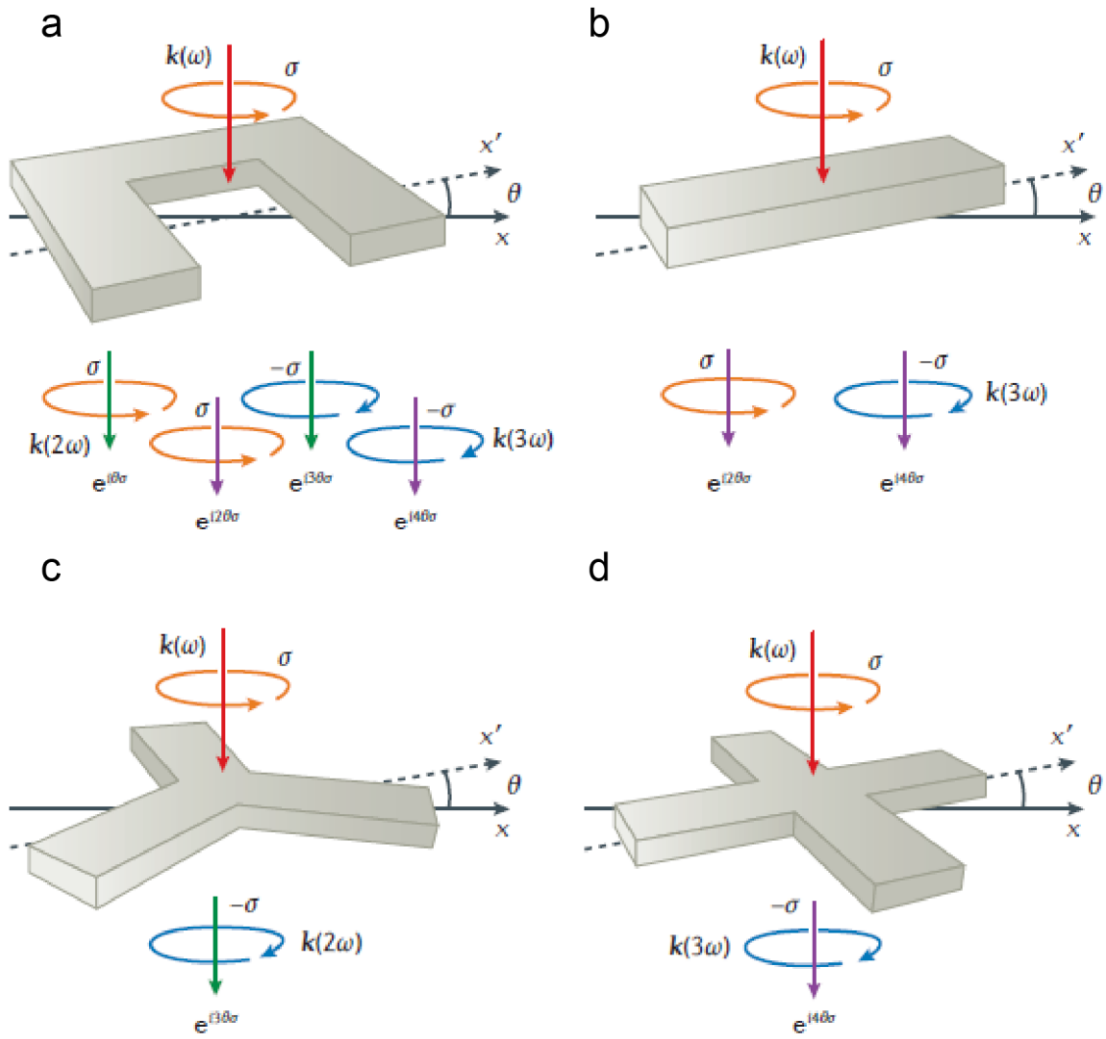 a
k(ω)
σ
x′
θ
x
σ
−σ
σ
−σ
k(2ω)
k(3ω)
e^{iθσ}
e^{i3θσ}
e^{i2θσ}
e^{i4θσ}
b
k(ω)
σ
x′
θ
x
σ
−σ
k(3ω)
e^{i2θσ}
e^{i4θσ}
c
k(ω)
σ
x′
θ
x
−σ
k(2ω)
e^{i3θσ}
d
k(ω)
σ
x′
θ
x
−σ
k(3ω)
e^{i4θσ}